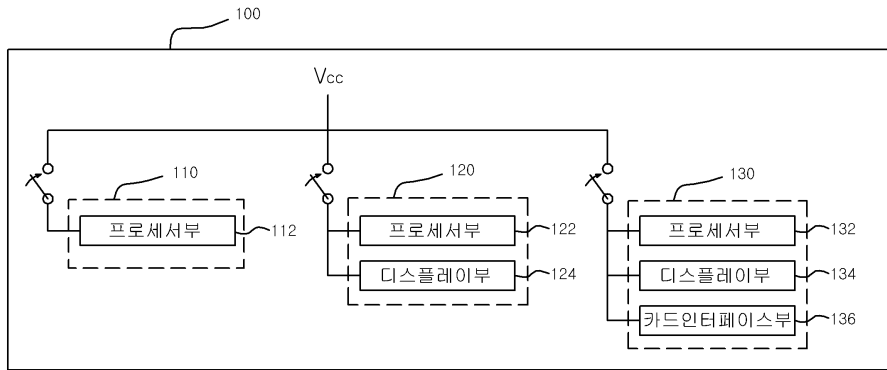 100
Vcc
110
120
130
프로세서부
112
프로세서부
122
프로세서부
132
디스플레이부
124
디스플레이부
134
카드인터페이스부
136